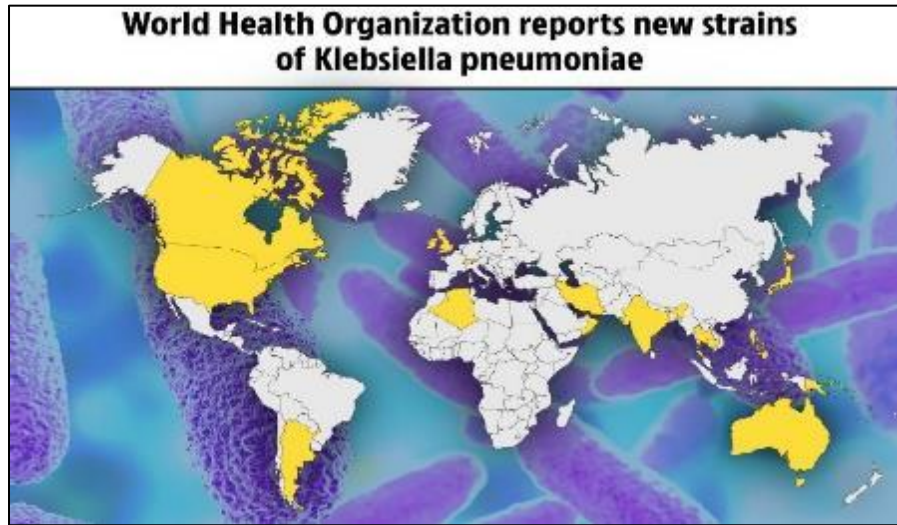 World Health Organization reports new strains
of Klebsiella pneumoniae